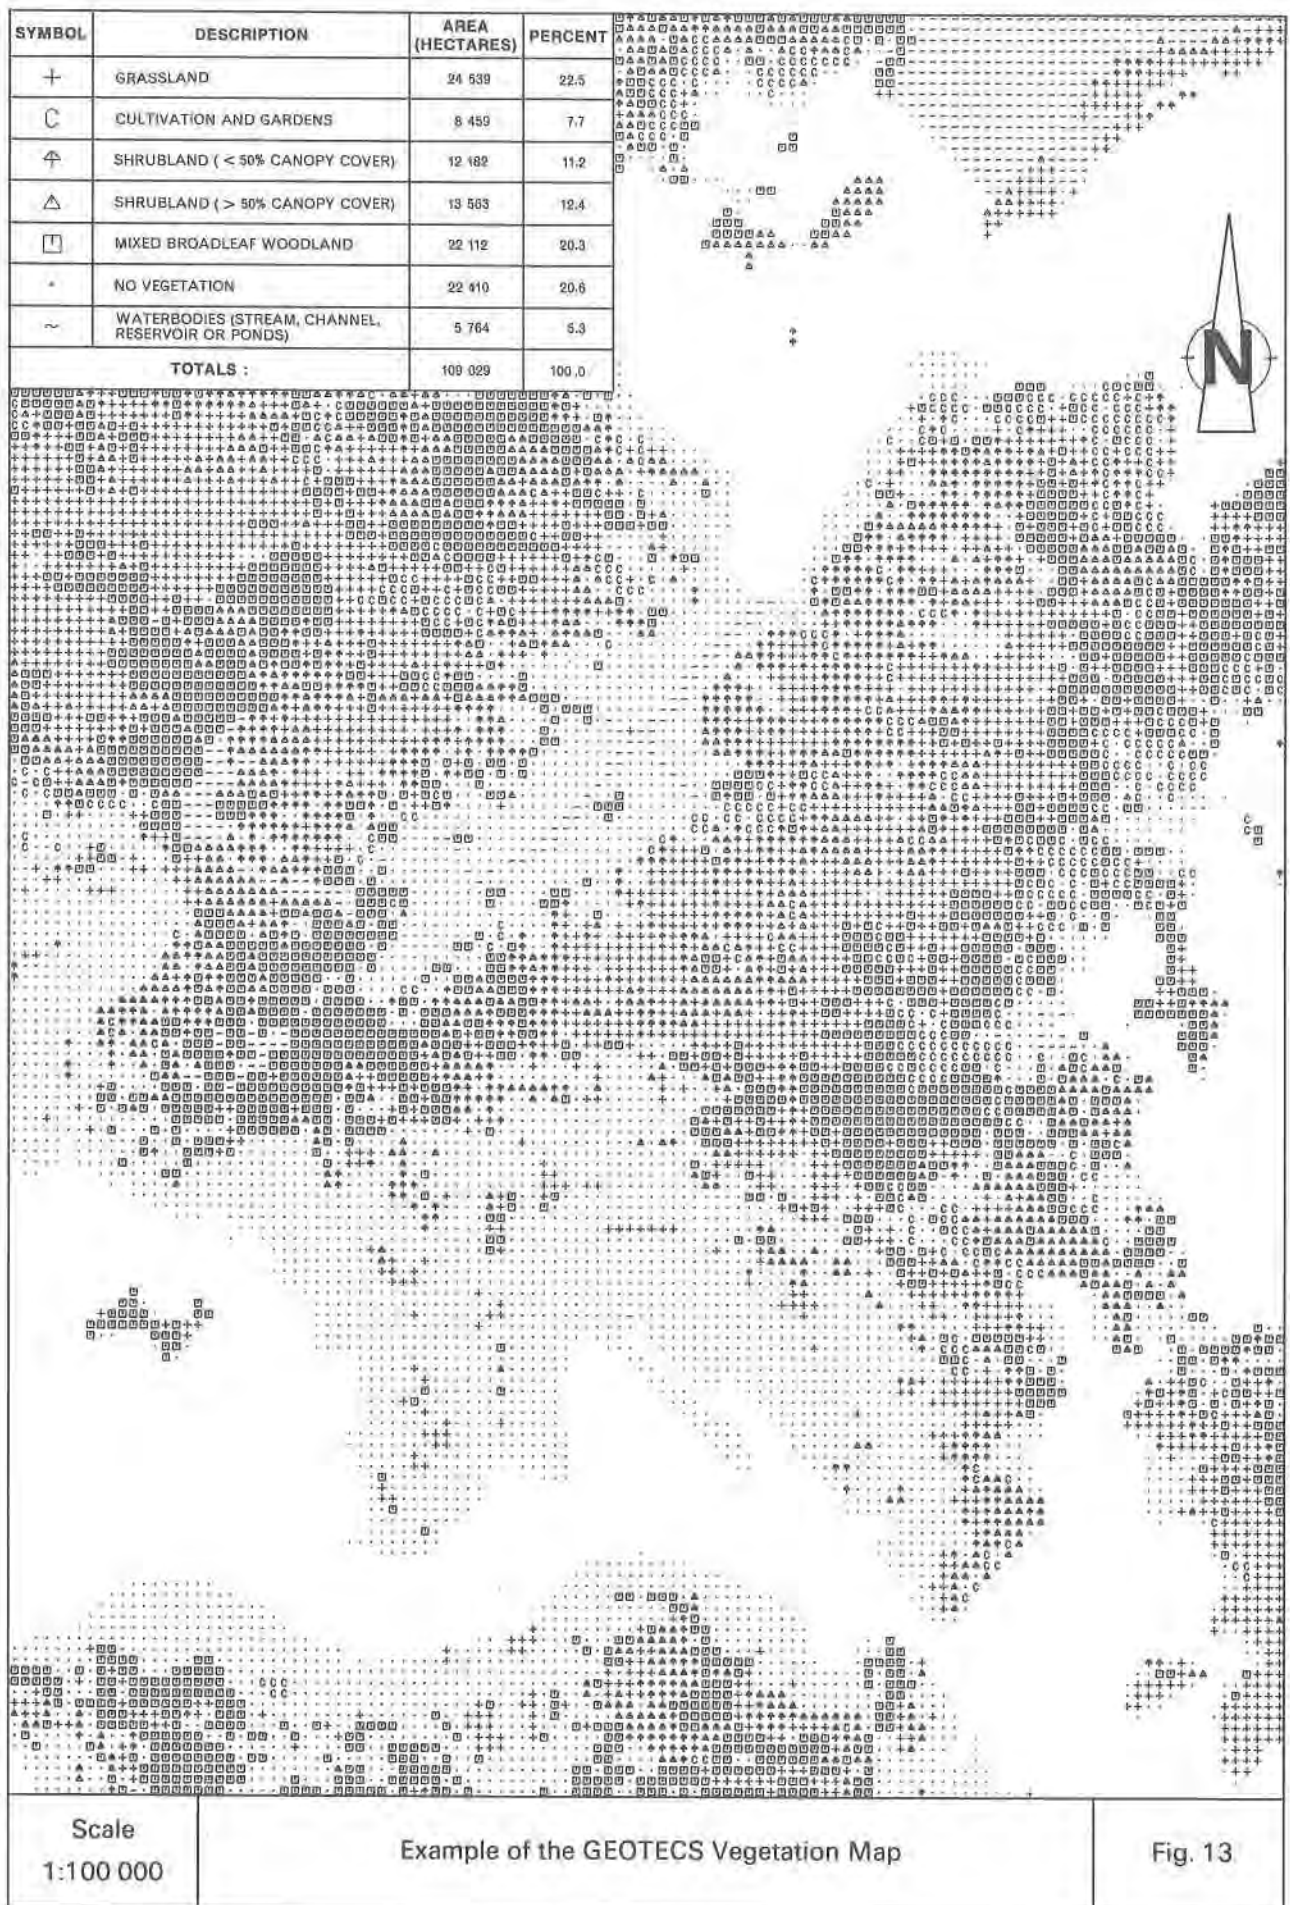 SYMBOL DESCRIPTION AREA (HECTARES) PERCENT
+ GRASSLAND 24 539 22.5
C CULTIVATION AND GARDENS 8 459 7.7
SHRUBLAND ( < 50% CANOPY COVER) 12 182 11.2
SHRUBLAND ( > 50% CANOPY COVER) 13 563 12.4
MIXED BROADLEAF WOODLAND 22 112 20.3
· NO VEGETATION 22 410 20.6
~ WATERBODIES (STREAM, CHANNEL, RESERVOIR OR PONDS) 5 764 5.3
TOTALS : 109 029 100.0
N
Scale
1:100 000
Example of the GEOTECS Vegetation Map
Fig. 13